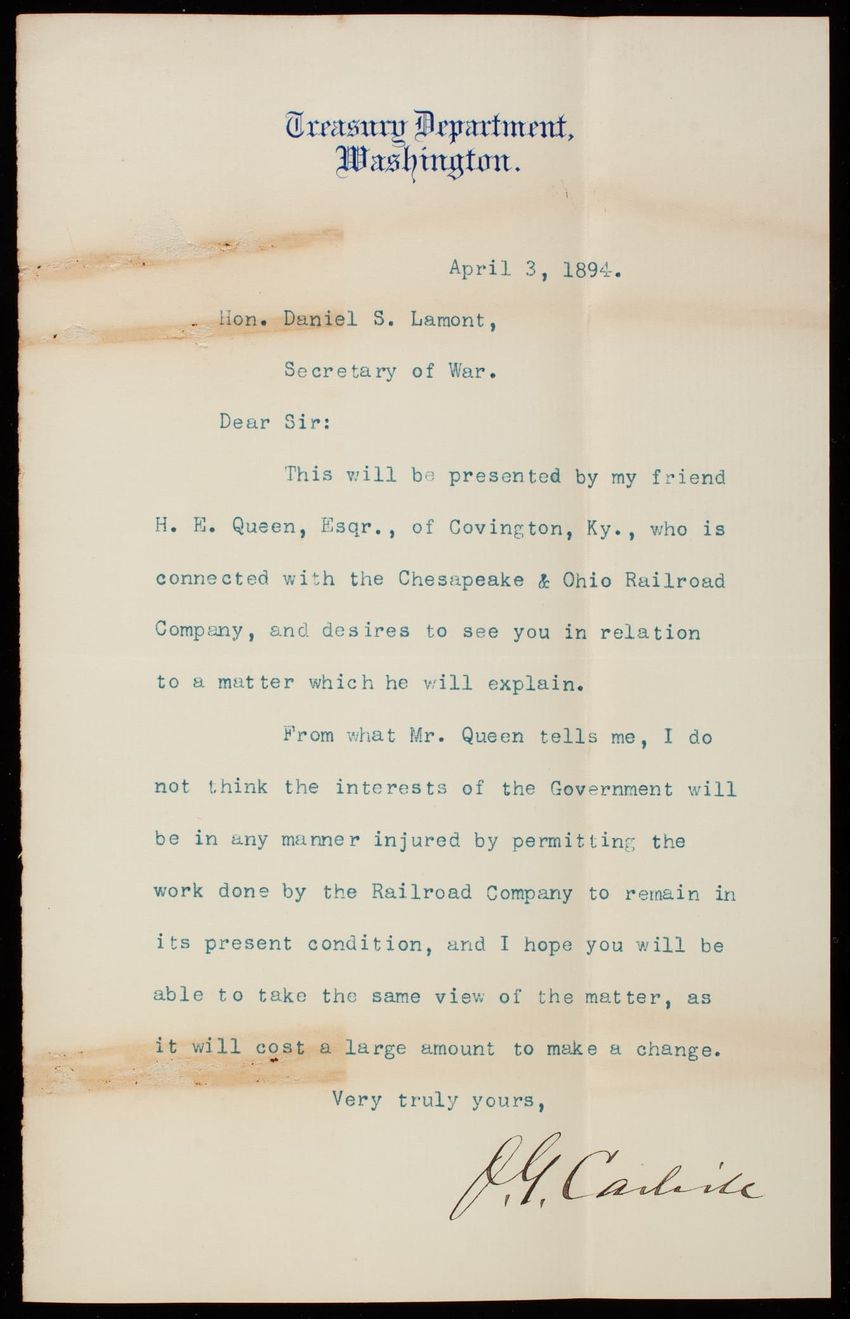 Treasury Department,
Washington.
April 3, 1894.
Hon. Daniel S. Lamont,
Secretary of War.
Dear Sir:
This will be presented by my friend
H. E. Queen, Esqr., of Covington, Ky., who is
connected with the Chesapeake & Ohio Railroad
Company, and desires to see you in relation
to a matter which he will explain.
From what Mr. Queen tells me, I do
not think the interests of the Government will
be in any manner injured by permitting the
work done by the Railroad Company to remain in
its present condition, and I hope you will be
able to take the same view of the matter, as
it will cost a large amount to make a change.
Very truly yours,
J. G. Carlisle